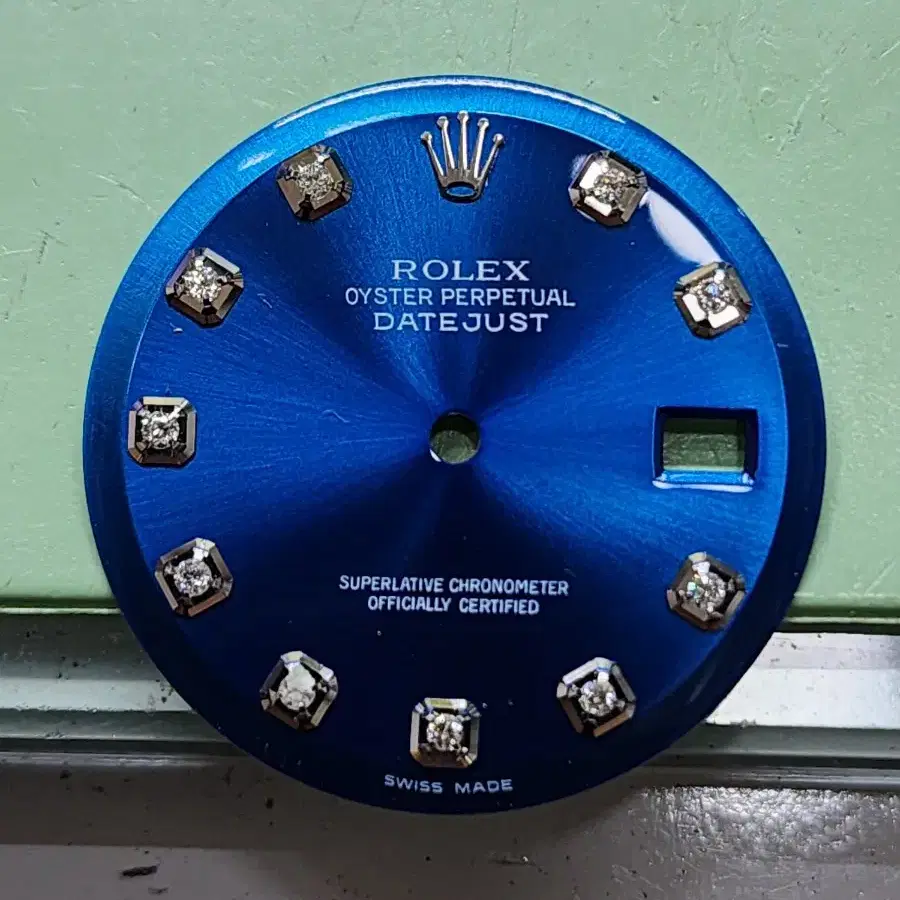 ROLEX
OYSTER PERPETUAL
DATEJUST
SUPERLATIVE CHRONOMETER
OFFICIALLY CERTIFIED
SWISS MADE